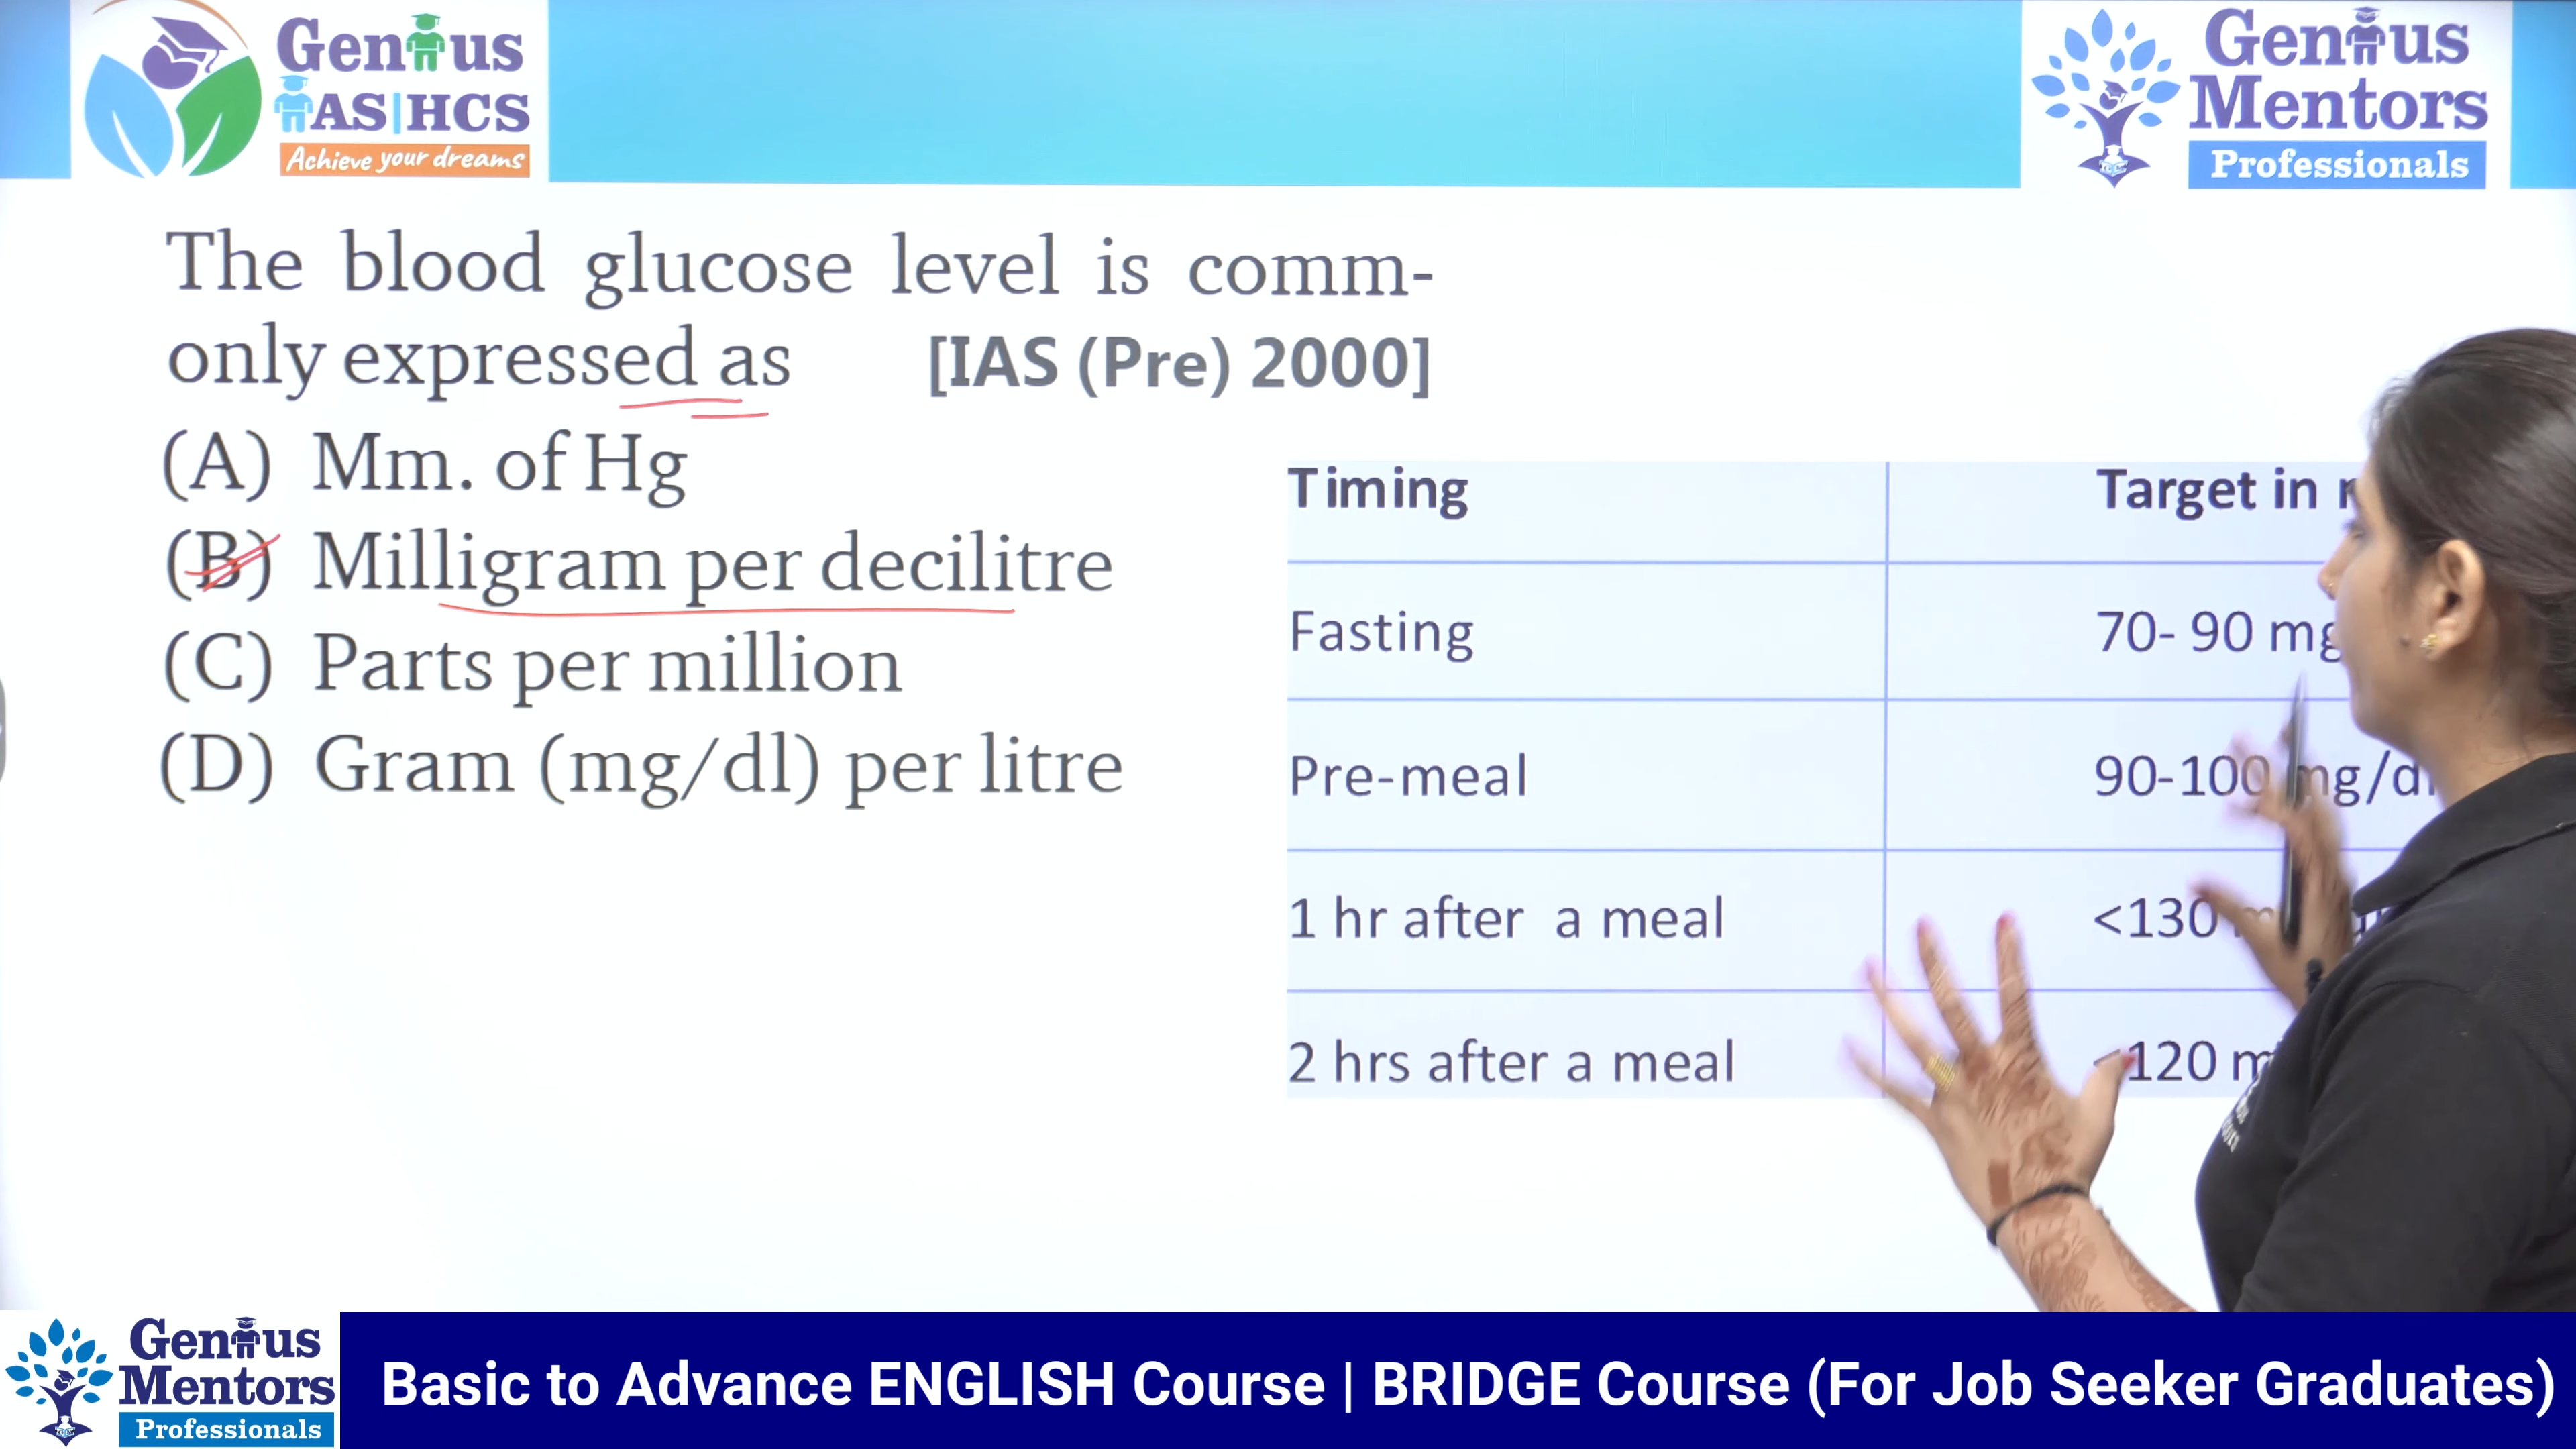 Genius
IAS|HCS
Achieve your dreams
Genius
Mentors
Professionals
The blood glucose level is comm-
only expressed as [IAS (Pre) 2000]
(A) Mm. of Hg
(B) Milligram per decilitre
(C) Parts per million
(D) Gram (mg/dl) per litre
Timing Target in
Fasting 70- 90 mg
Pre-meal 90-100 mg/dl
1 hr after a meal <130
2 hrs after a meal <120
Genius
Mentors
Professionals
Basic to Advance ENGLISH Course | BRIDGE Course (For Job Seeker Graduates)